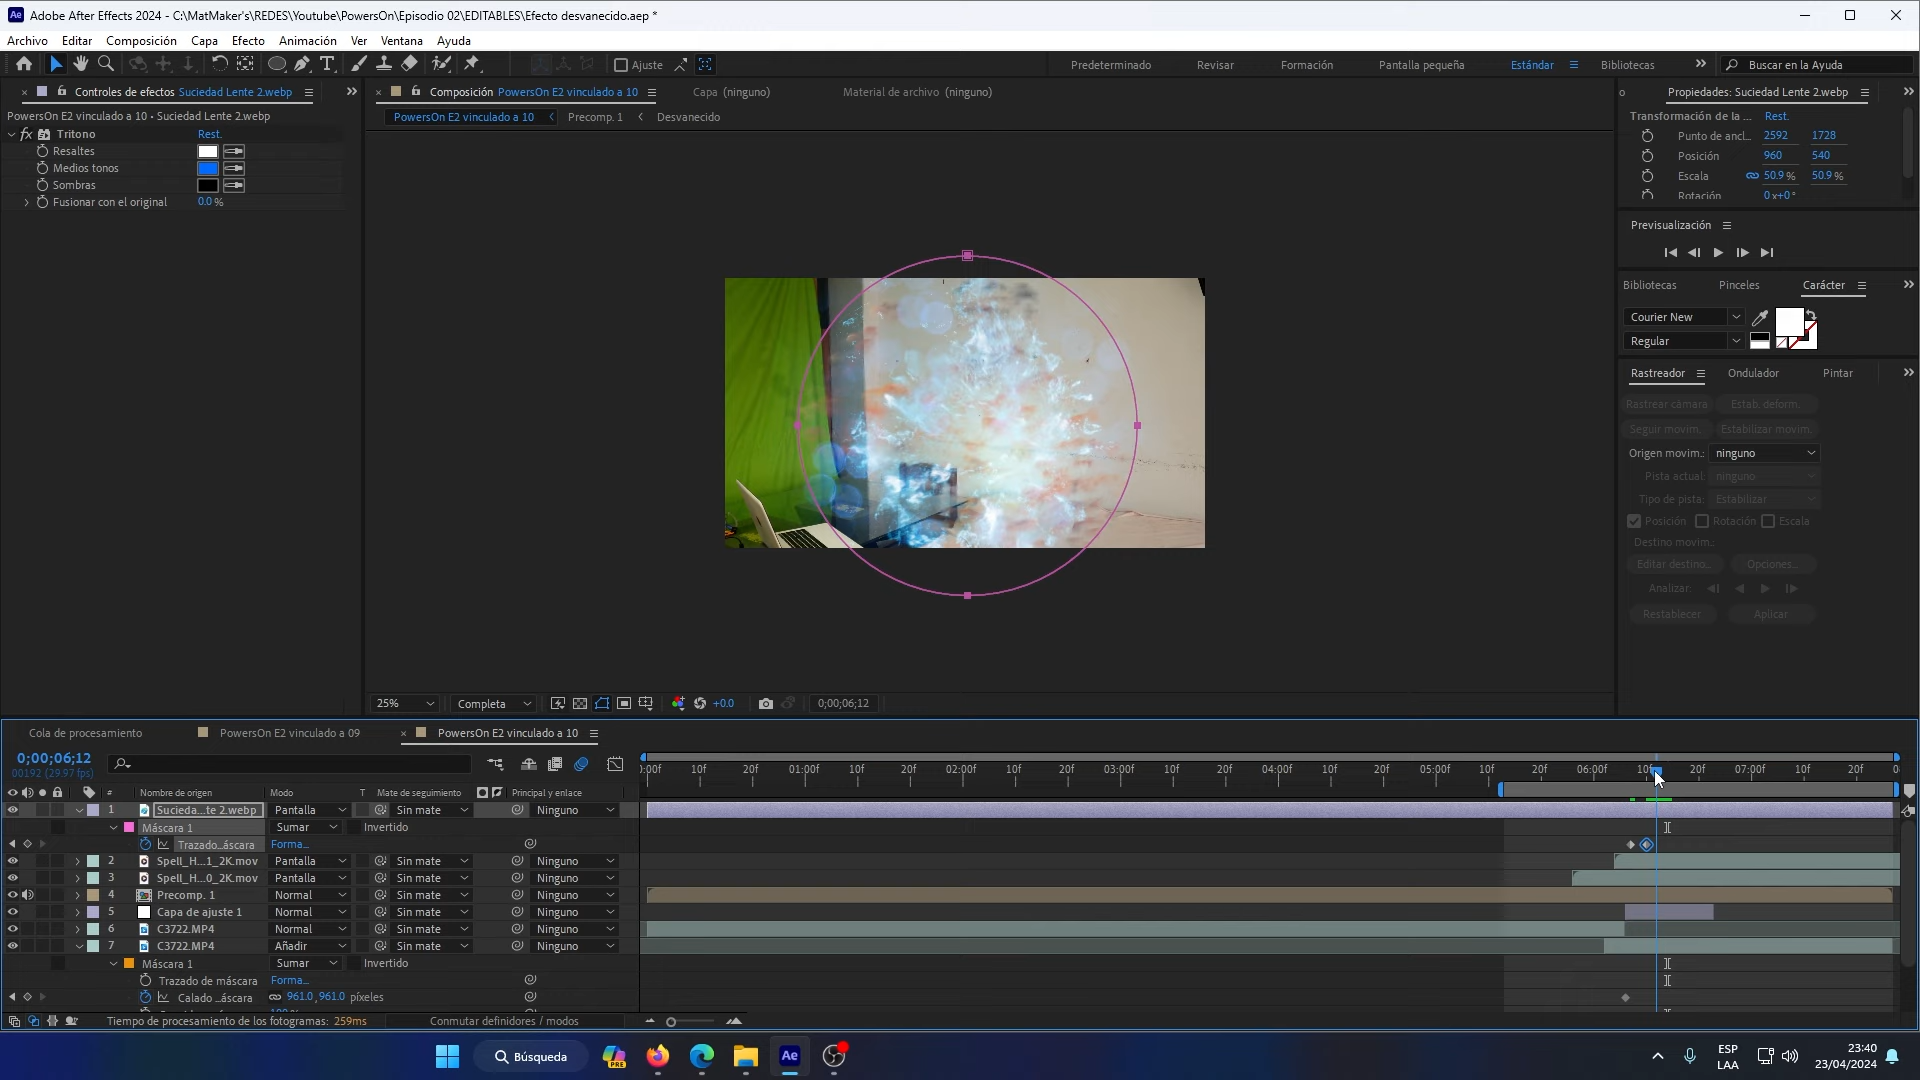 Adobe After Effects 2024 - C:\MatMaker's\REDES\Youtube\PowersOn\Episodio 02\EDITABLES\Efecto desvanecido.aep *
Archivo Editar Composición Capa Efecto Animación Ver Ventana Ayuda
Ajuste Predeterminado Revisar Formación Pantalla pequeña Estándar Bibliotecas Buscar en la Ayuda
Controles de efectos Suciedad Lente 2.webp
PowersOn E2 vinculado a 10 • Suciedad Lente 2.webp
Tritono Rest.
Resaltes
Medios tonos
Sombras
Fusionar con el original 0.0 %
Composición PowersOn E2 vinculado a 10 Capa (ninguno) Material de archivo (ninguno)
PowersOn E2 vinculado a 10 Precomp. 1 Desvanecido
25% Completa +0.0 0;00;06;12
Propiedades: Suciedad Lente 2.webp
Transformación de la ... Rest.
Punto de ancl... 2592 1728
Posición 960 540
Escala 50.9 % 50.9 %
Rotación 0 x+0 °
Previsualización
Bibliotecas Pinceles Carácter
Courier New
Regular
Rastreador Ondulador Pintar
Rastrear cámara Estab. deform.
Seguir movim.. Estabilizar movim.
Origen movim.: ninguno
Pista actual: ninguno
Tipo de pista: Estabilizar
Posición Rotación Escala
Destino movim.:
Editar destino.. Opciones...
Analizar:
Restablecer Aplicar
Cola de procesamiento PowersOn E2 vinculado a 09 PowersOn E2 vinculado a 10
0;00;06;12
00192 (29.97 fps)
):00f 10f 20f 01:00f 10f 20f 02:00f 10f 20f 03:00f 10f 20f 04:00f 10f 20f 05:00f 10f 20f 06:00f 10f 20f 07:00f 10f 20f 0
# Nombre de origen Modo T Mate de seguimiento Principal y enlace
1 Sucieda...te 2.webp Pantalla Sin mate Ninguno
Máscara 1 Sumar Invertido
Trazado..áscara Forma...
2 Spell_H...1_2K.mov Pantalla Sin mate Ninguno
3 Spell_H...0_2K.mov Pantalla Sin mate Ninguno
4 Precomp. 1 Normal Sin mate Ninguno
5 Capa de ajuste 1 Normal Sin mate Ninguno
6 C3722.MP4 Normal Sin mate Ninguno
7 C3722.MP4 Añadir Sin mate Ninguno
Máscara 1 Sumar Invertido
Trazado de máscara Forma...
Calado ..áscara 961.0 ,961.0 píxeles
Tiempo de procesamiento de los fotogramas: 259ms Conmutar definidores / modos
Búsqueda
PRE
Ae
ESP
LAA
23:40
23/04/2024